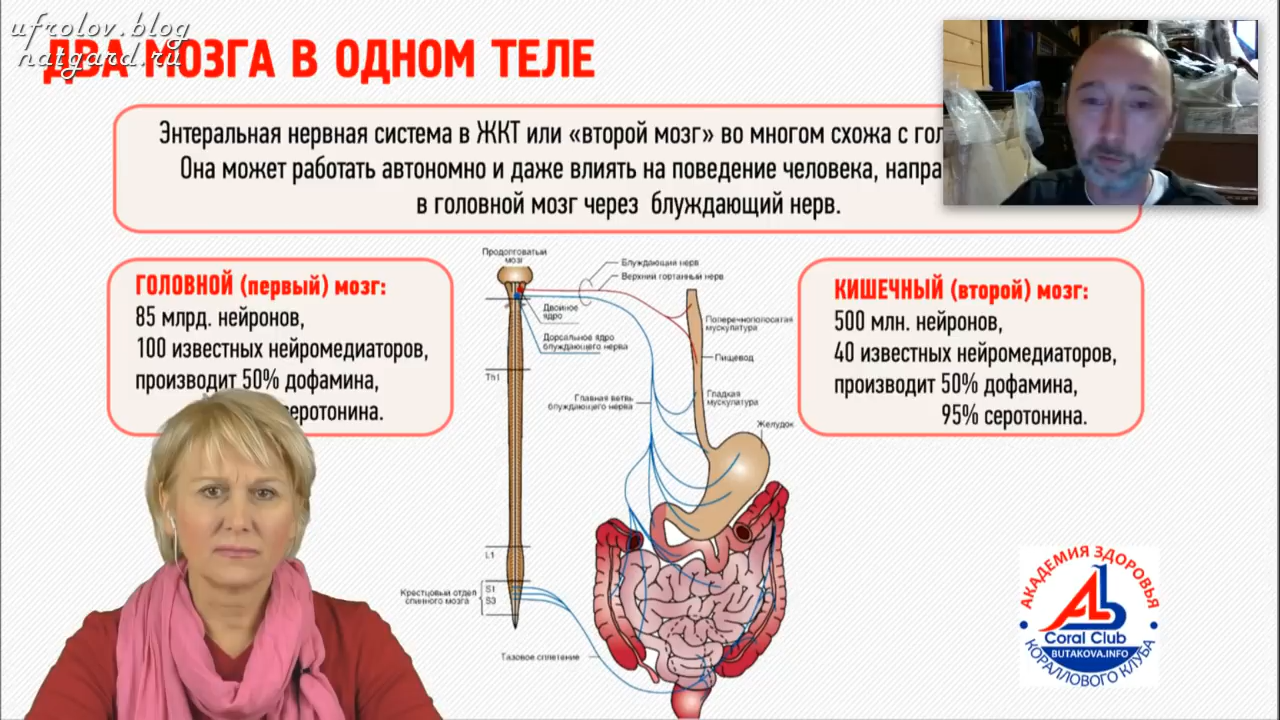 ufrolov.blog
natgard.ru
ДВА МОЗГА В ОДНОМ ТЕЛЕ
Энтеральная нервная система в ЖКТ или «второй мозг» во многом схожа с
Она может работать автономно и даже влиять на поведение человека,
в головной мозг через блуждающий нерв.
ГОЛОВНОЙ (первый) мозг:
85 млрд. нейронов,
100 известных нейромедиаторов,
производит 50% дофамина,
серотонина.
Продолговатый
мозг
Блуждающий нерв
Верхний гортанный нерв
Двойное
ядро
Дорсальное ядро
блуждающего нерва
Th1
Главная ветвь
блуждающего нерва
Поперечнополосатая
мускулатура
Пищевод
Гладкая
мускулатура
Желудок
L1
Крестцовый отдел
спинного мозга
S1
S3
Тазовое сплетение
КИШЕЧНЫЙ (второй) мозг:
500 млн. нейронов,
40 известных нейромедиаторов,
производит 50% дофамина,
95% серотонина.
АКАДЕМИЯ ЗДОРОВЬЯ
Coral Club
BUTAKOVA.INFO
КОРАЛЛОВОГО КЛУБА